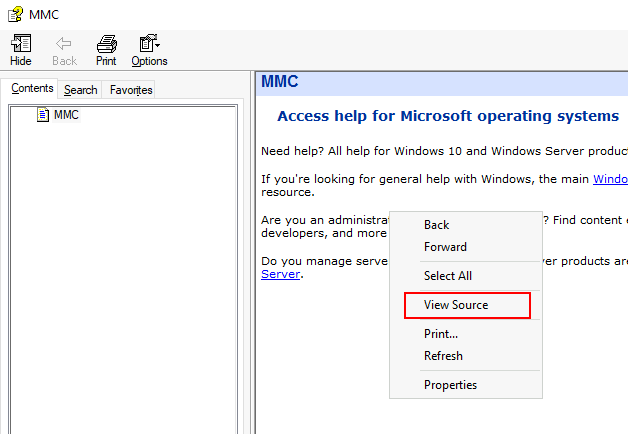 MMC
Hide Back Print Options
Contents Search Favorites
MMC
MMC
Access help for Microsoft operating systems
Need help? All help for Windows 10 and Windows Server produc
If you're looking for general help with Windows, the main Windo
resource.
Are you an administra ? Find content
developers, and more
Do you manage serve ver products are
Server.
Back
Forward
Select All
View Source
Print...
Refresh
Properties